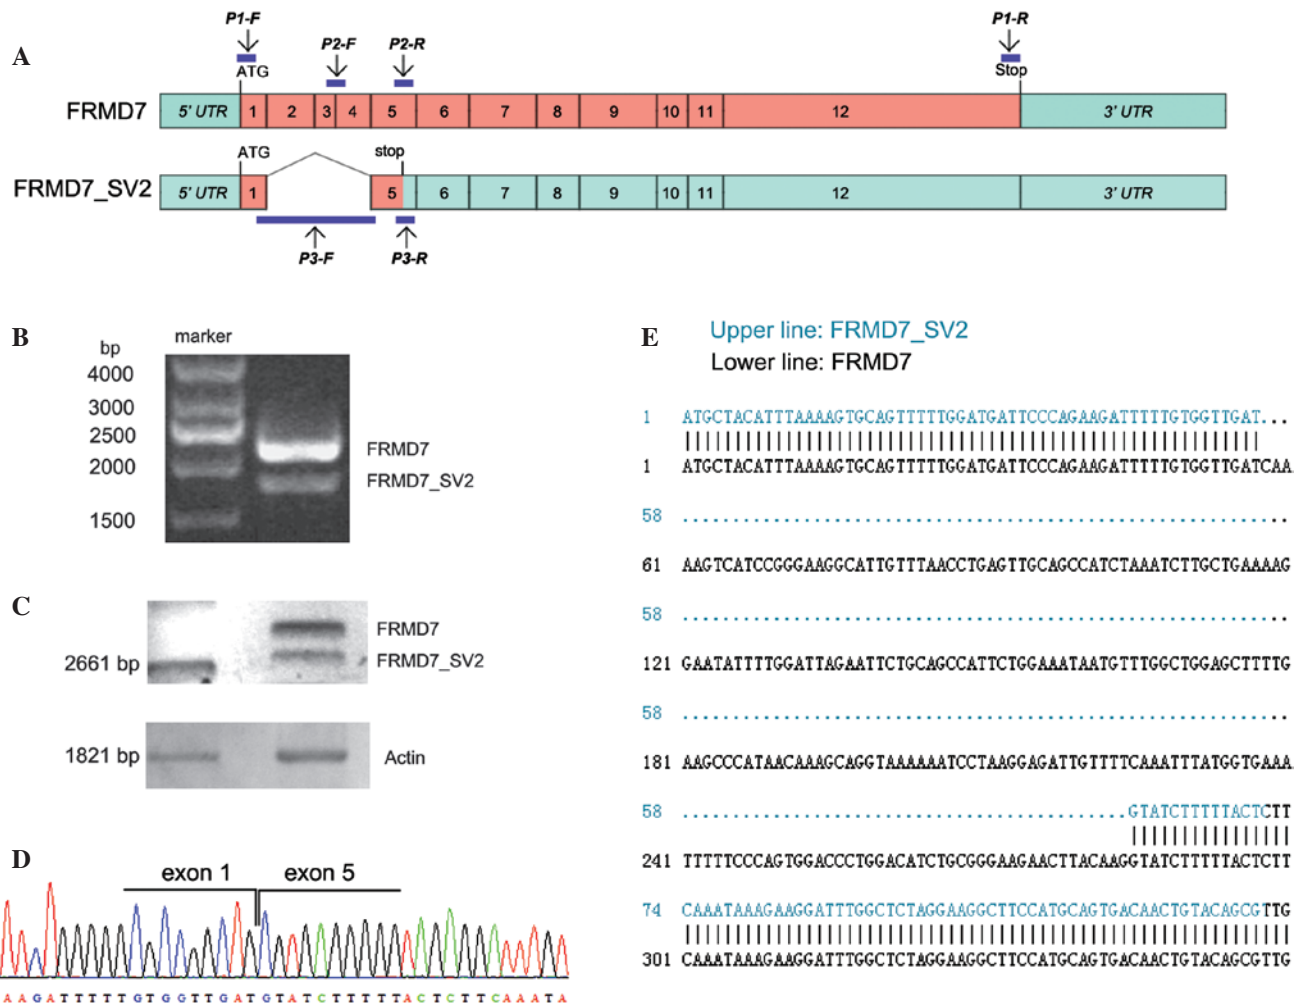 A
P1-F
P2-F
P2-R
P1-R
ATG
Stop
FRMD7
5' UTR 1 2 3 4 5 6 7 8 9 10 11 12 3' UTR
ATG
stop
FRMD7_SV2
5' UTR 1 5 6 7 8 9 10 11 12 3' UTR
P3-F
P3-R
B
marker
bp
4000
3000
2500
2000
1500
FRMD7
FRMD7_SV2
C
2661 bp
FRMD7
FRMD7_SV2
1821 bp
Actin
D
exon 1
exon 5
AAGATTTTTGTGGTTGATGTATCTTTTTACTCTTCAAATA
E
Upper line: FRMD7_SV2
Lower line: FRMD7
1 ATGCTACATTTAAAAGTGCAGTTTTTGGATGATTCCCAGAAGATTTTTGTGGTTGAT...
1 ATGCTACATTTAAAAGTGCAGTTTTTGGATGATTCCCAGAAGATTTTTGTGGTTGATCAA
58 ............................................................
61 AAGTCATCCGGGAAGGCATTGTTTAACCTGAGTTGCAGCCATCTAAATCTTGCTGAAAAG
58 ............................................................
121 GAATATTTTGGATTAGAATTCTGCAGCCATTCTGGAAATAATGTTTGGCTGGAGCTTTTG
58 ............................................................
181 AAGCCCATAACAAAGCAGGTAAAAAATCCTAAGGAGATTGTTTTCAAATTTATGGTGAAA
58 ............................................GTATCTTTTTACTCTT
241 TTTTTCCCAGTGGACCCTGGACATCTGCGGGAAGAACTTACAAGGTATCTTTTTACTCTT
74 CAAATAAAGAAGGATTTGGCTCTAGGAAGGCTTCCATGCAGTGACAACTGTACAGCGTTG
301 CAAATAAAGAAGGATTTGGCTCTAGGAAGGCTTCCATGCAGTGACAACTGTACAGCGTTG